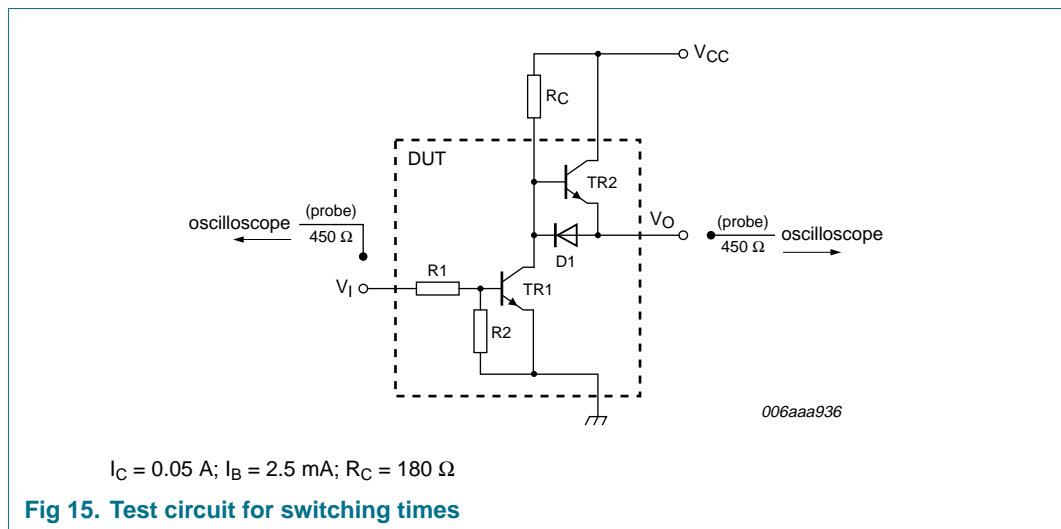 VCC
RC
DUT
TR2
(probe)
oscilloscope
450 Ω
VO
(probe)
450 Ω
oscilloscope
D1
R1
TR1
VI
R2
006aaa936
IC = 0.05 A; IB = 2.5 mA; RC = 180 Ω
Fig 15. Test circuit for switching times